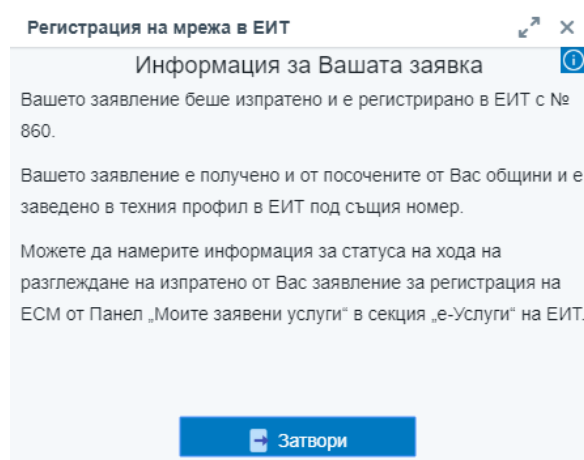 Регистрация на мрежа в ЕИТ
Информация за Вашата заявка
Вашето заявление беше изпратено и е регистрирано в ЕИТ с №
860.
Вашето заявление е получено и от посочените от Вас общини и е
заведено в техния профил в ЕИТ под същия номер.
Можете да намерите информация за статуса на хода на
разглеждане на изпратено от Вас заявление за регистрация на
ЕСМ от Панел „Моите заявени услуги“ в секция „е-Услуги“ на ЕИТ.
Затвори